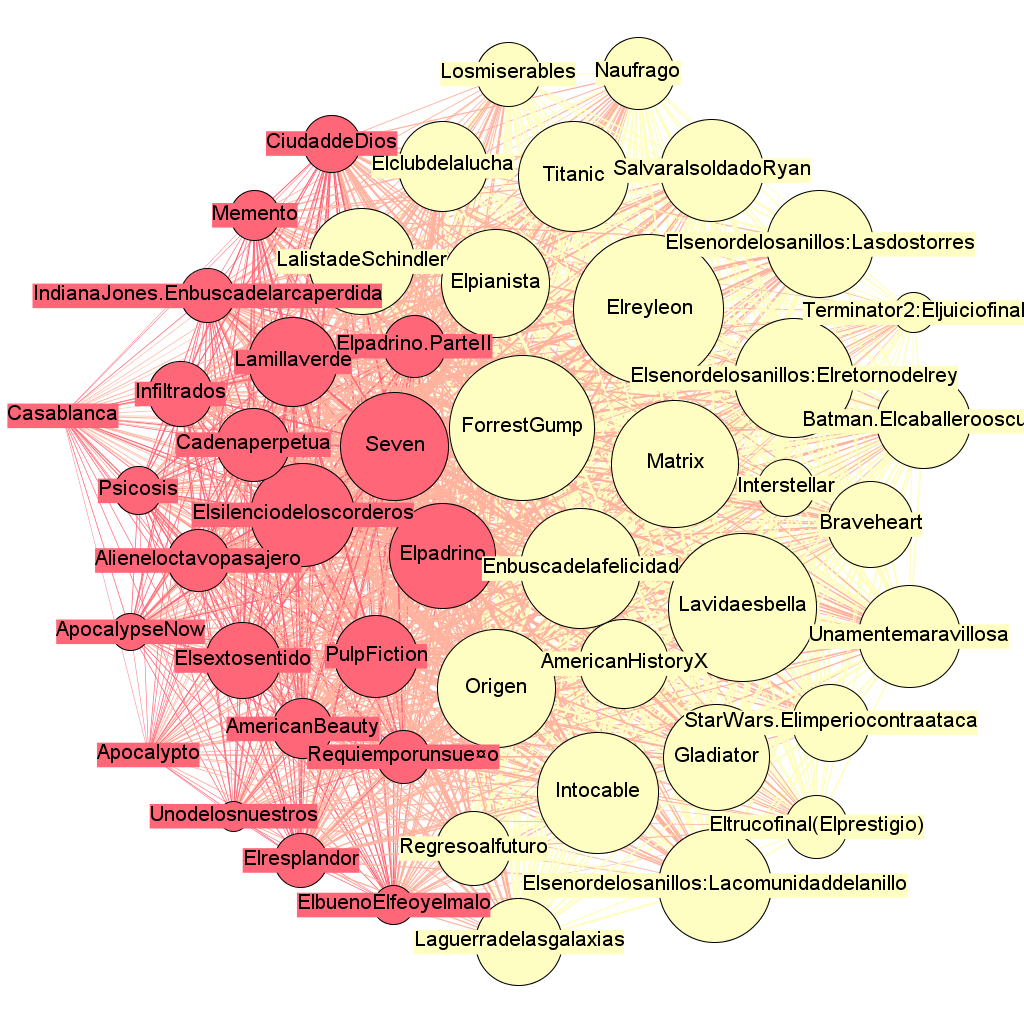 Losmiserables
Naufrago
CiudaddeDios
Elclubdelalucha
Titanic
SalvaralsoldadoRyan
Memento
Elsenordelosanillos:Lasdostorres
LalistadeSchindler
Elpianista
IndianaJones.Enbuscadelarcaperdida
Elreyleon
Terminator2:Eljuiciofinal
Elpadrino.ParteII
Lamillaverde
Elsenordelosanillos:Elretornodelrey
Infiltrados
Casablanca
Batman.Elcaballerooscu
ForrestGump
Cadenaperpetua
Seven
Matrix
Psicosis
Interstellar
Elsilenciodeloscorderos
Braveheart
Elpadrino
Alieneloctavopasajero
Enbuscadelafelicidad
Lavidaesbella
ApocalypseNow
Unamentemaravillosa
PulpFiction
Elsextosentido
AmericanHistoryX
Origen
StarWars.Elimperiocontraataca
AmericanBeauty
Apocalypto
Requiemporunsue¤o
Gladiator
Intocable
Unodelosnuestros
Eltrucofinal(Elprestigio)
Regresoalfuturo
Elresplandor
Elsenordelosanillos:Lacomunidaddelanillo
ElbuenoElfeoyelmalo
Laguerradelasgalaxias